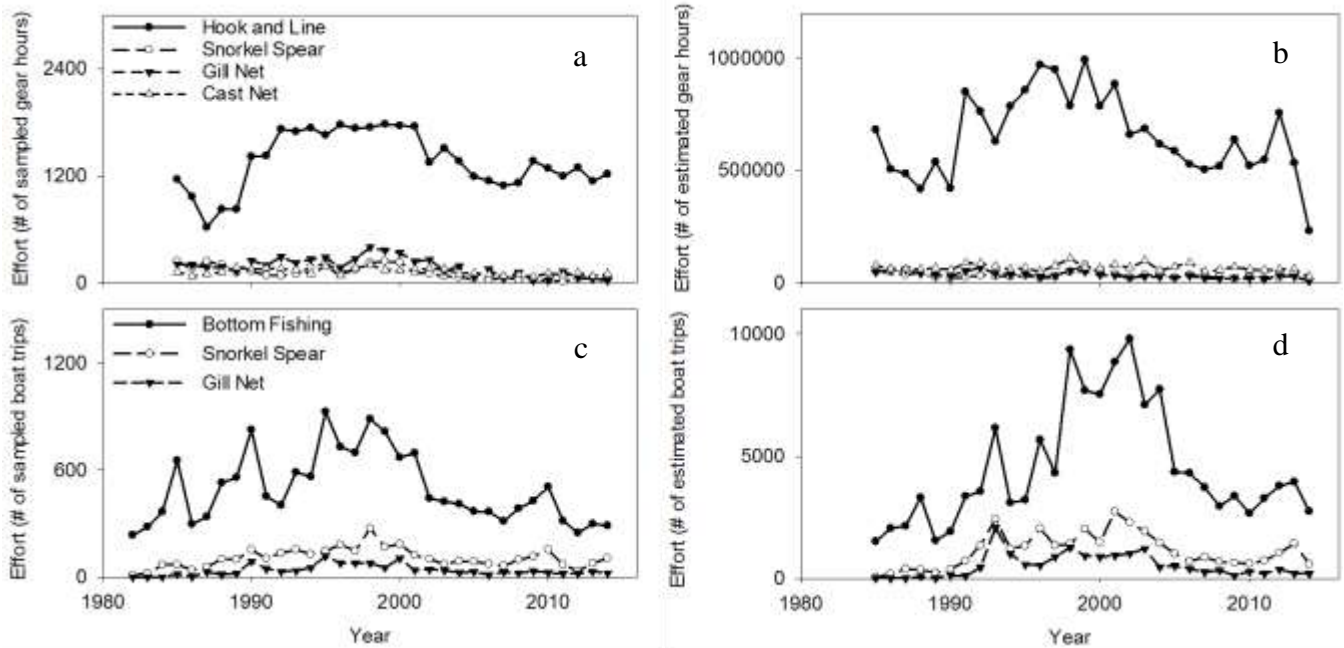 Effort (# of sampled gear hours)
2400
1200
0
Hook and Line
Snorkel Spear
Gill Net
Cast Net
a
Effort (# of estimated gear hours)
1000000
500000
0
b
Effort (# of sampled boat trips)
1200
600
0
Bottom Fishing
Snorkel Spear
Gill Net
c
1980
1990
2000
2010
Year
Effort (# of estimated boat trips)
10000
5000
0
d
1980
1990
2000
2010
Year